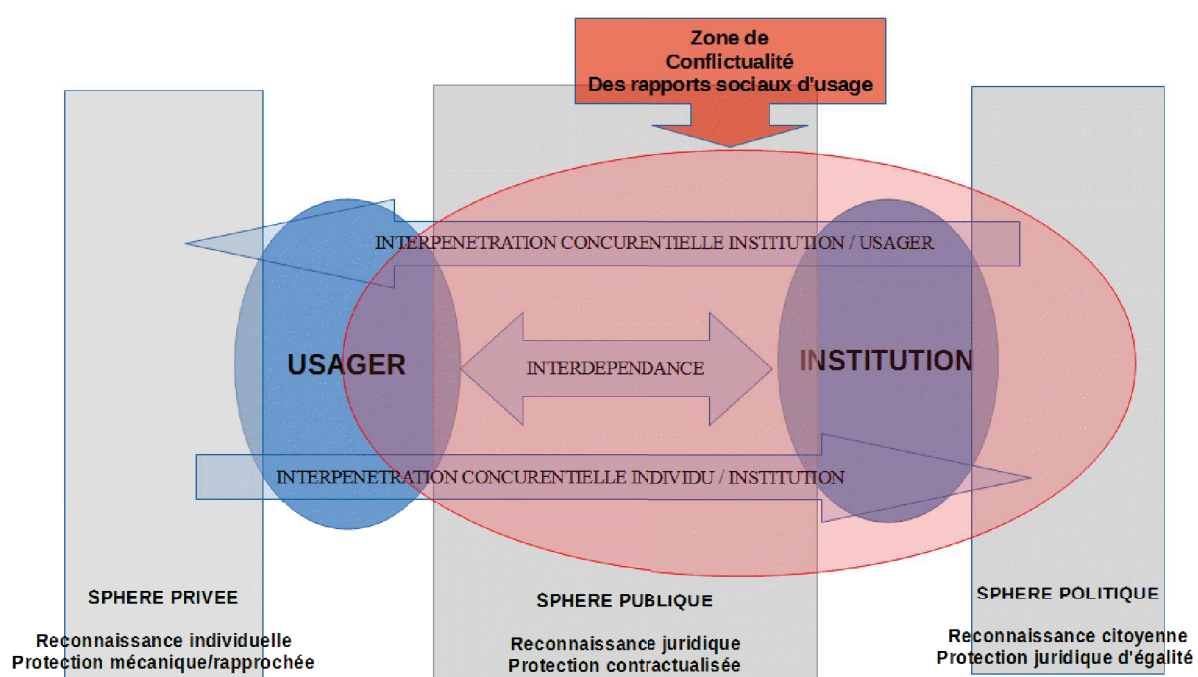 Zone de
Conflictualité
Des rapports sociaux d'usage
INTERPENETRATION CONCURENTIELLE INSTITUTION / USAGER
USAGER
INTERDEPENDANCE
INSTITUTION
INTERPENETRATION CONCURENTIELLE INDIVIDU / INSTITUTION
SPHERE PRIVEE
Reconnaissance individuelle
Protection mécanique/rapprochée
SPHERE PUBLIQUE
Reconnaissance juridique
Protection contractualisée
SPHERE POLITIQUE
Reconnaissance citoyenne
Protection juridique d'égalité